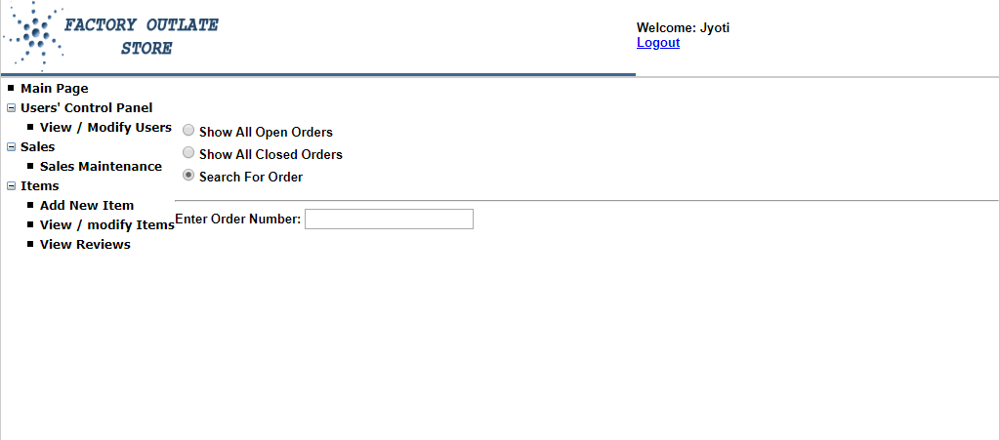 FACTORY OUTLATE
STORE
Welcome: Jyoti
Logout
Main Page
Users' Control Panel
View / Modify Users
Sales
Sales Maintenance
Items
Add New Item
View / modify Items
View Reviews
Show All Open Orders
Show All Closed Orders
Search For Order
Enter Order Number: